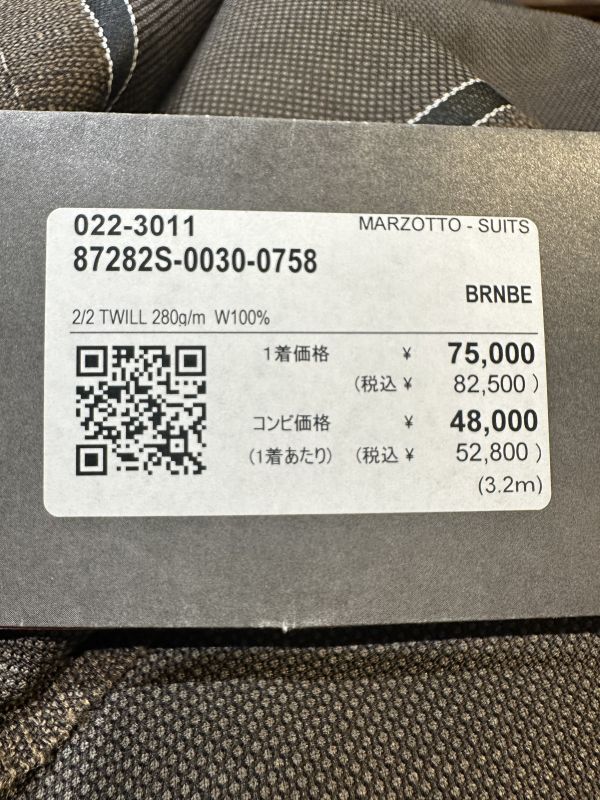 022-3011 MARZOTTO - SUITS
87282S-0030-0758
BRNBE
2/2 TWILL 280g/m W100%
1着価格 ¥ 75,000
(税込 ¥ 82,500 )
コンビ価格 ¥ 48,000
(1着あたり) (税込 ¥ 52,800 )
(3.2m)